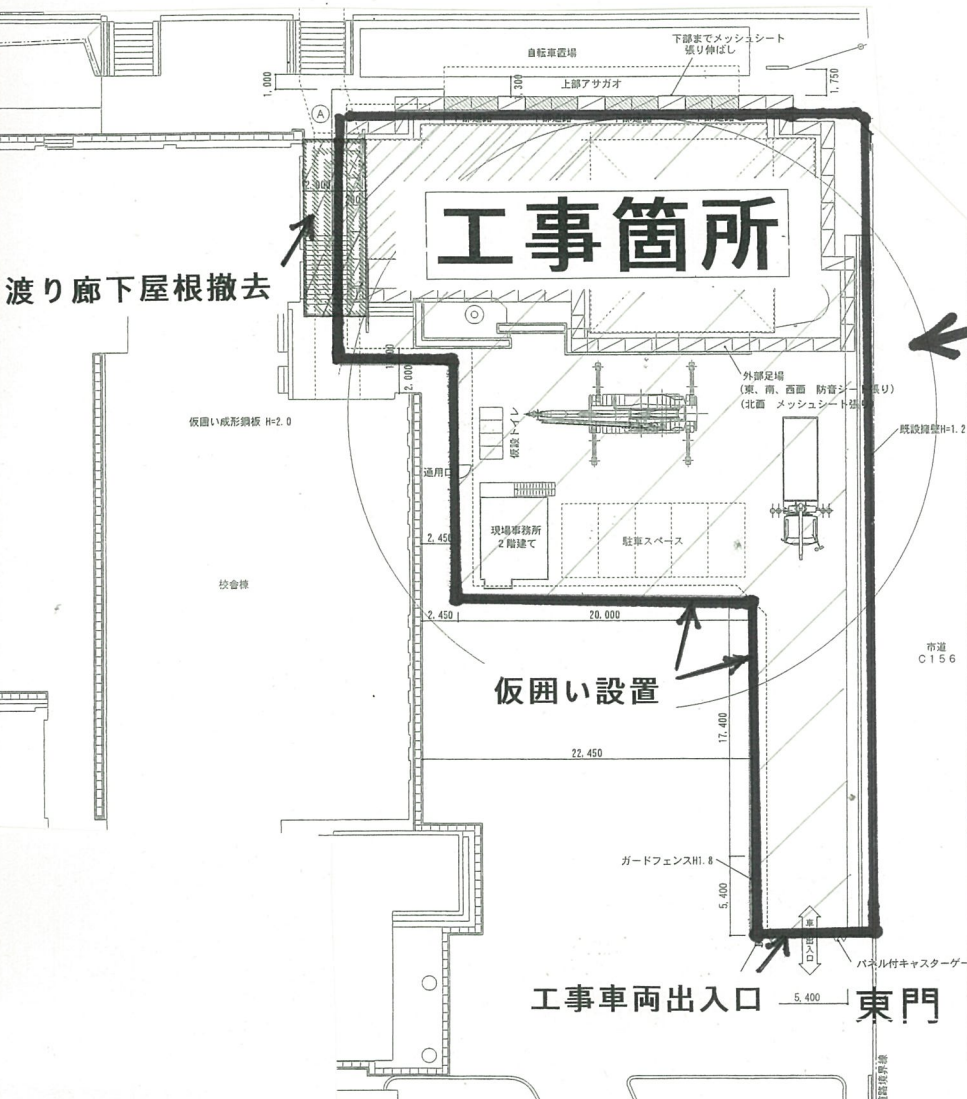 自転車置場
下部までメッシュシート
張り伸ばし
上部アサガオ
1,000
300
1,750
A
工事箇所
渡り廊下屋根撤去
2,000
外部足場
(東、南、西面 防音シート張り)
(北面 メッシュシート張り)
仮囲い成形鋼板 H=2.0
既設擁壁H=1.2
仮設トイレ
通用口
現場事務所
2階建て
駐車スペース
2,450
校舎棟
2,450
20,000
市道
C156
仮囲い設置
17,400
22,450
ガードフェンスH1.8
5,400
パネル付キャスターゲー
工事車両出入口
5,400
東門
道路境界線